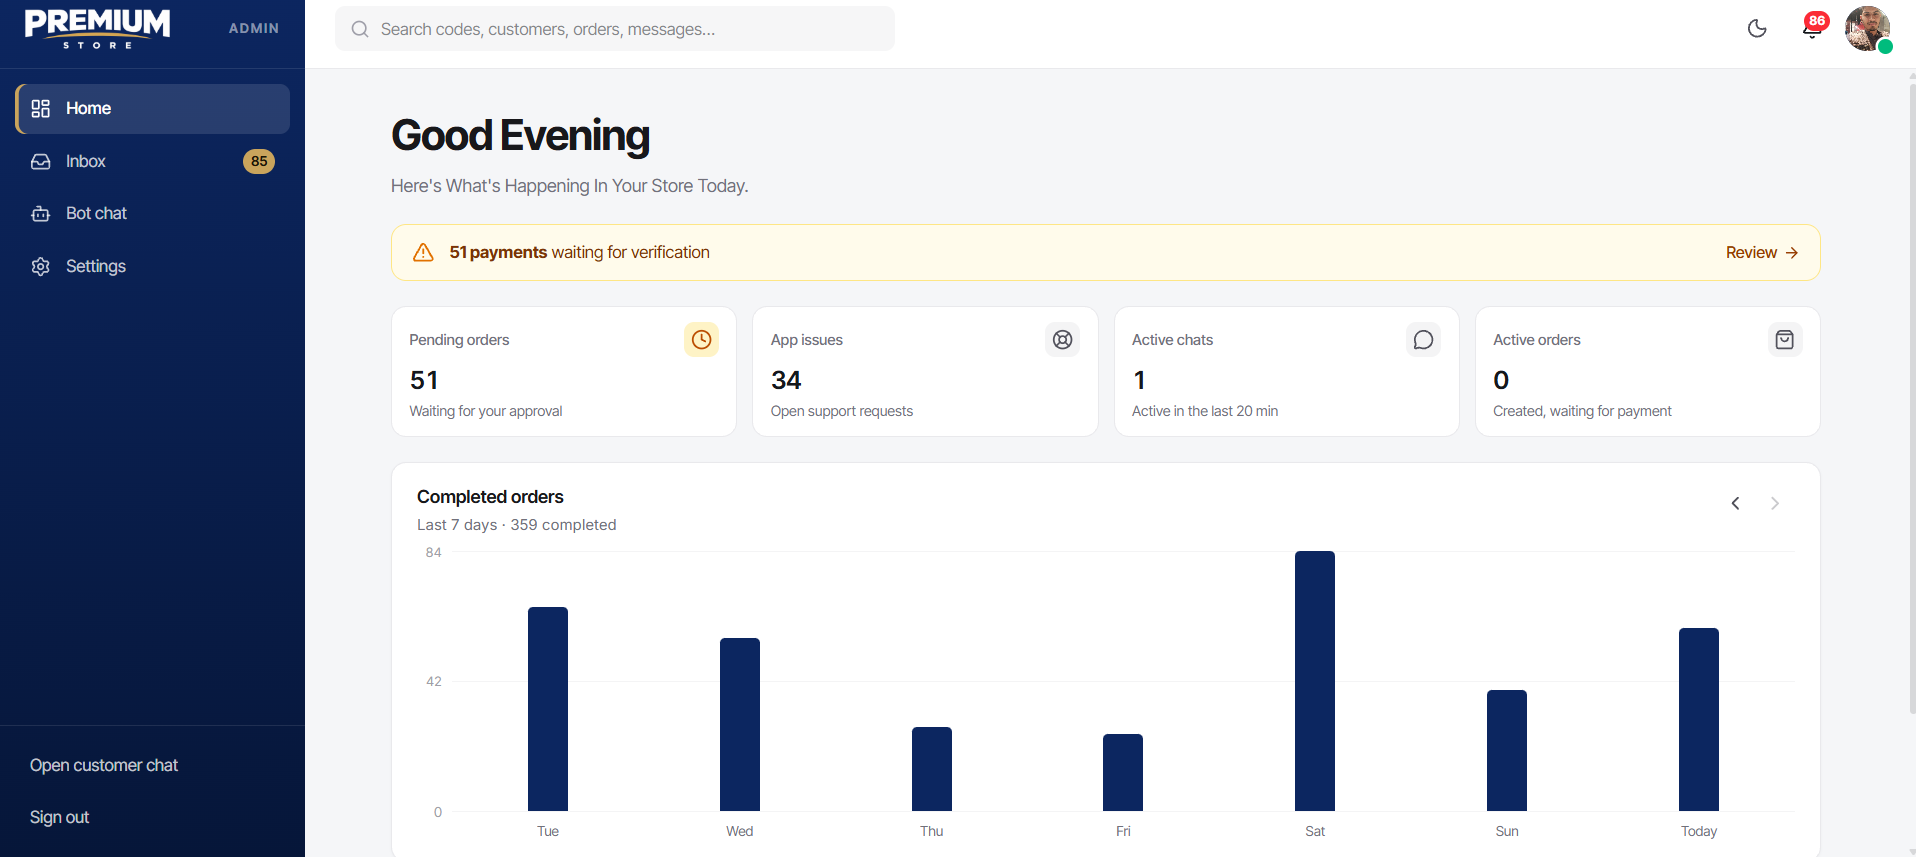 PREMIUM
STORE
ADMIN
Search codes, customers, orders, messages...
86
Home
Inbox
85
Bot chat
Settings
Open customer chat
Sign out
Good Evening
Here's What's Happening In Your Store Today.
51 payments waiting for verification
Review →
Pending orders
51
Waiting for your approval
App issues
34
Open support requests
Active chats
1
Active in the last 20 min
Active orders
0
Created, waiting for payment
Completed orders
Last 7 days · 359 completed
84
42
0
Tue Wed Thu Fri Sat Sun Today